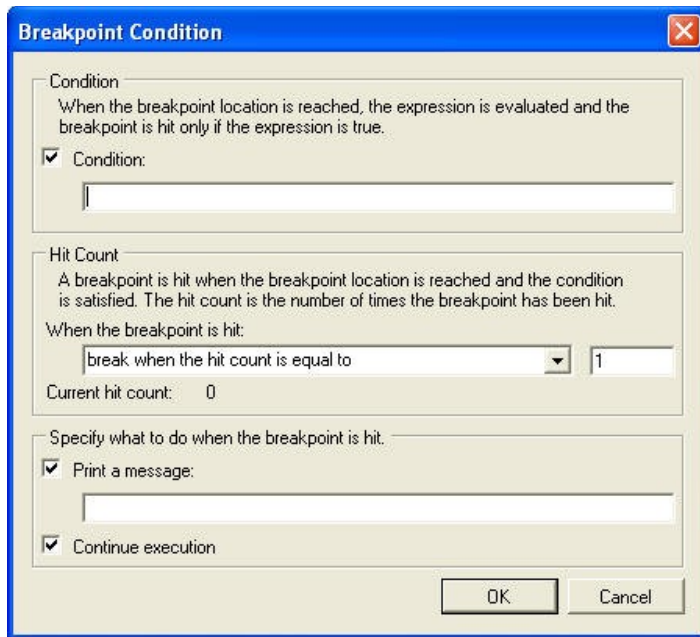 Breakpoint Condition
Condition
When the breakpoint location is reached, the expression is evaluated and the
breakpoint is hit only if the expression is true.
Condition:
Hit Count
A breakpoint is hit when the breakpoint location is reached and the condition
is satisfied. The hit count is the number of times the breakpoint has been hit.
When the breakpoint is hit:
break when the hit count is equal to 1
Current hit count: 0
Specify what to do when the breakpoint is hit.
Print a message:
Continue execution
OK Cancel